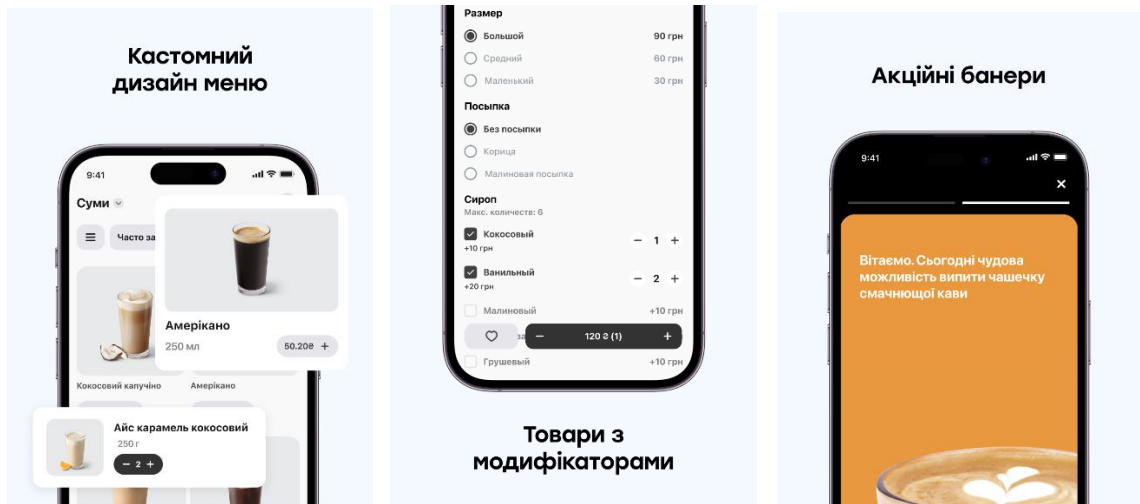 Кастомний
дизайн меню
9:41
Суми
Часто за
Амерікано
250 мл
50.20₴ +
Кокосовий капучіно
Амерікано
Айс карамель кокосовий
250 г
− 2 +
Размер
Большой 90 грн
Средний 60 грн
Маленький 30 грн
Посыпка
Без посыпки
Корица
Малиновая посыпка
Сироп
Макс. количеств: 6
Кокосовый
+10 грн
− 1 +
Ванильный
+20 грн
− 2 +
Малиновый +10 грн
− 120 ₴ (1) +
Грушевый +10 грн
Товари з
модифікаторами
Акційні банери
9:41
Вітаємо. Сьогодні чудова
можливість випити чашечку
смачнющої кави